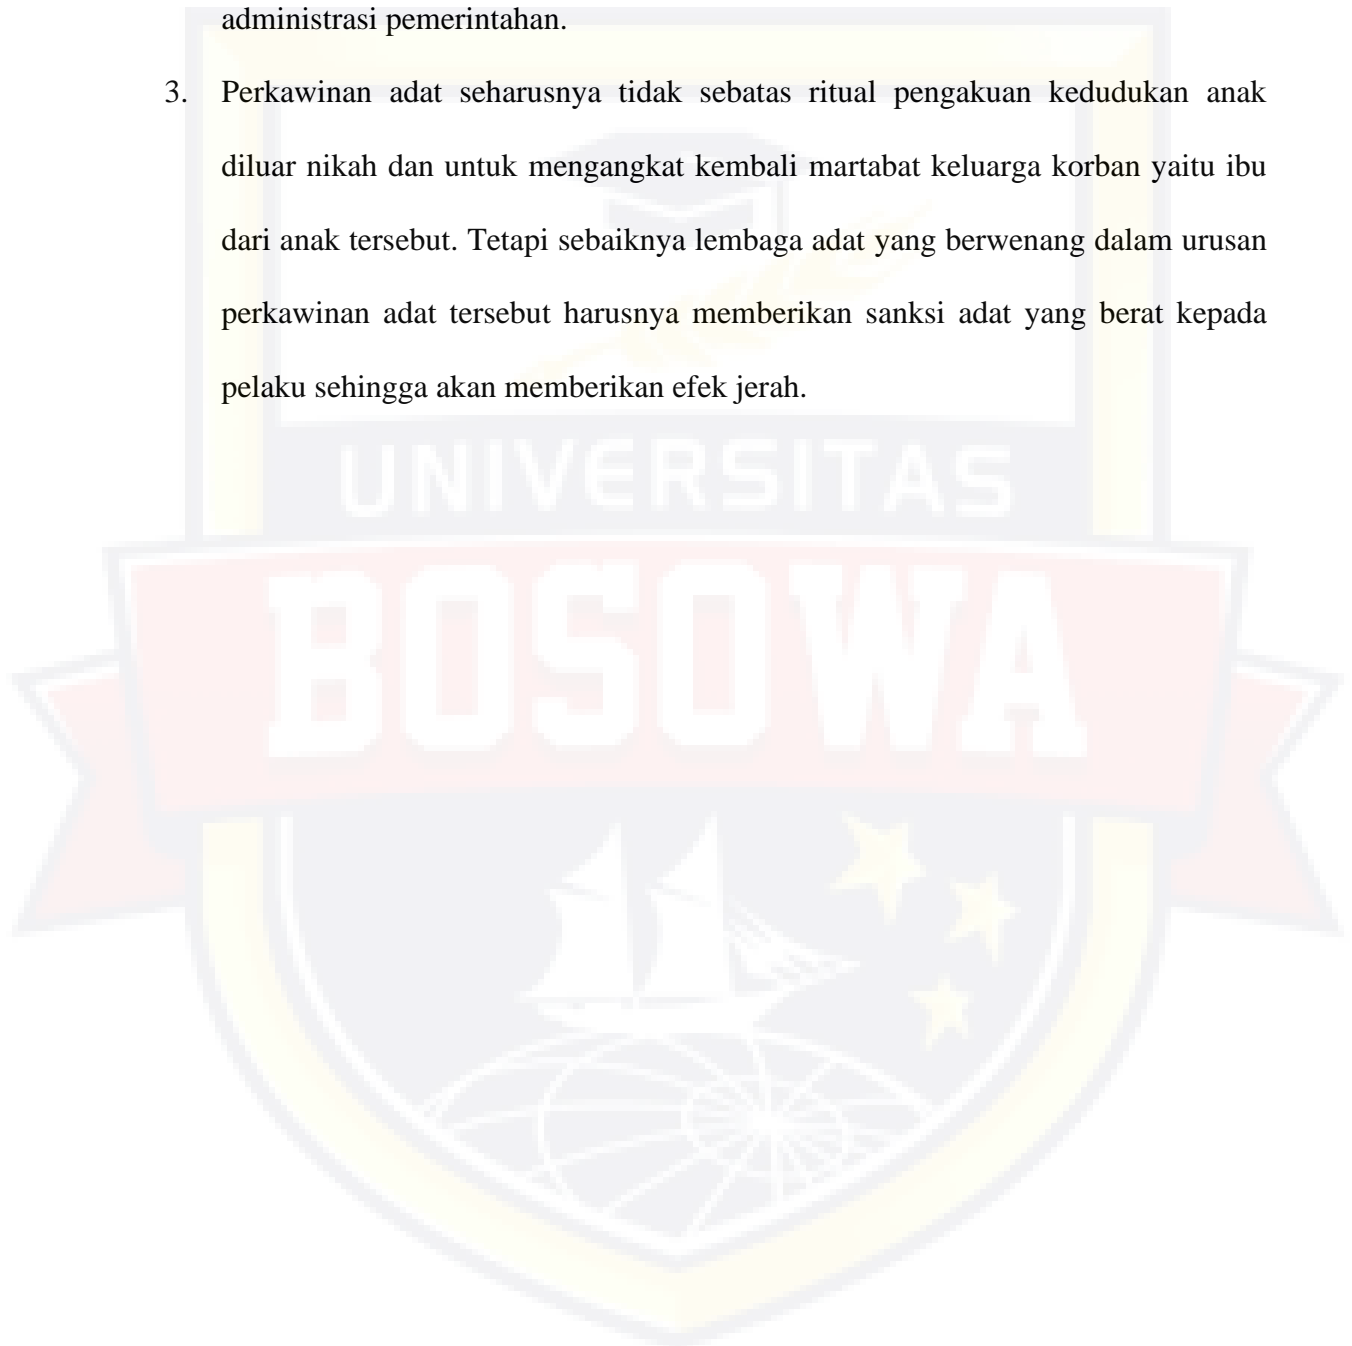 administrasi pemerintahan.
3. Perkawinan adat seharusnya tidak sebatas ritual pengakuan kedudukan anak
diluar nikah dan untuk mengangkat kembali martabat keluarga korban yaitu ibu
dari anak tersebut. Tetapi sebaiknya lembaga adat yang berwenang dalam urusan
perkawinan adat tersebut harusnya memberikan sanksi adat yang berat kepada
pelaku sehingga akan memberikan efek jerah.
UNIVERSITAS
BOSOWA